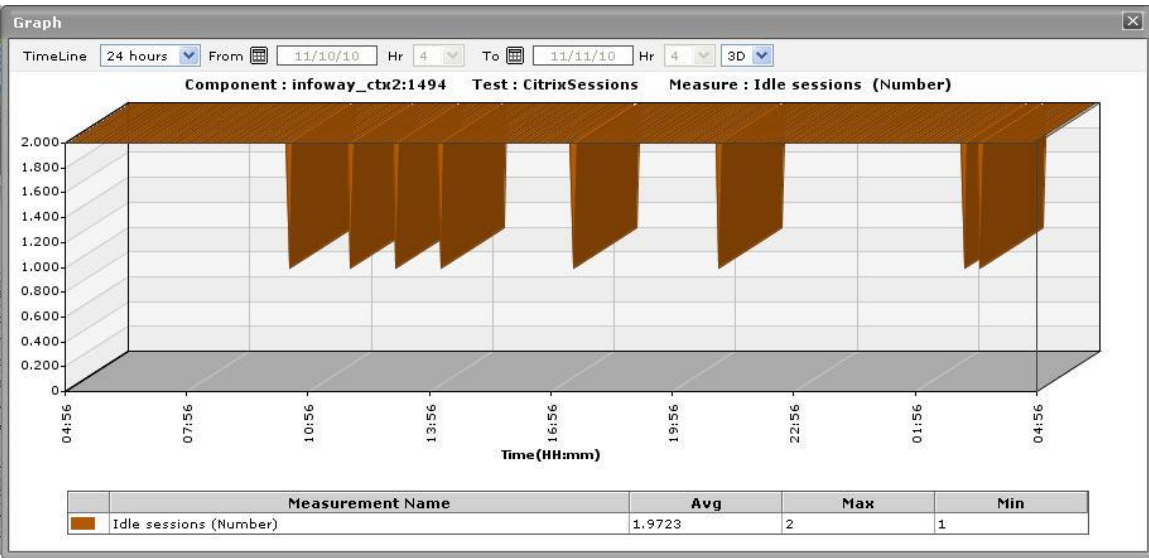 Graph
TimeLine 24 hours From 11/10/10 Hr 4 To 11/11/10 Hr 4 3D
Component : infoway_ctx2:1494 Test : CitrixSessions Measure : Idle sessions (Number)
2.000
1.800
1.600
1.400
1.200
1.000
0.800
0.600
0.400
0.200
0
04:56 07:56 10:56 13:56 16:56 19:56 22:56 01:56 04:56
Time(HH:mm)
Measurement Name Avg Max Min
Idle sessions (Number) 1.9723 2 1